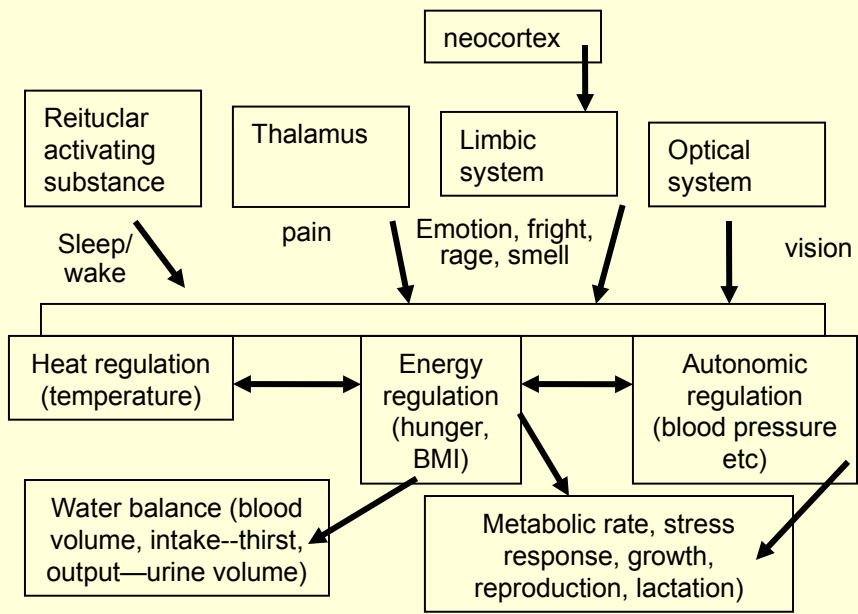 neocortex
Reituclar
activating
substance
Thalamus
Limbic
system
Optical
system
Sleep/
wake
pain
Emotion, fright,
rage, smell
vision
Heat regulation
(temperature)
Energy
regulation
(hunger,
BMI)
Autonomic
regulation
(blood pressure
etc)
Water balance (blood
volume, intake--thirst,
output—urine volume)
Metabolic rate, stress
response, growth,
reproduction, lactation)